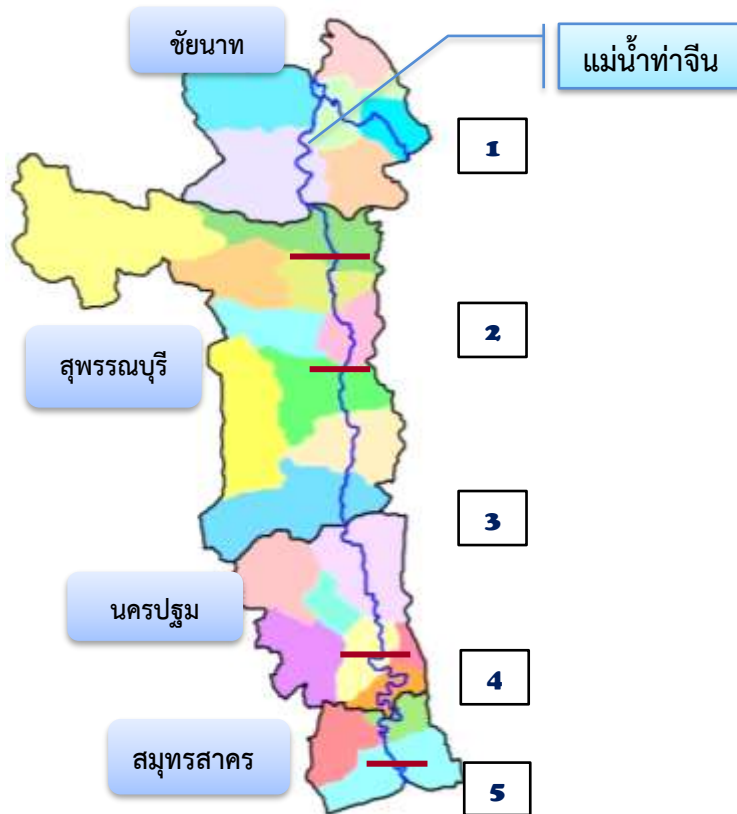 ชัยนาท
แม่น้ำท่าจีน
1
2
สุพรรณบุรี
3
นครปฐม
4
สมุทรสาคร
5